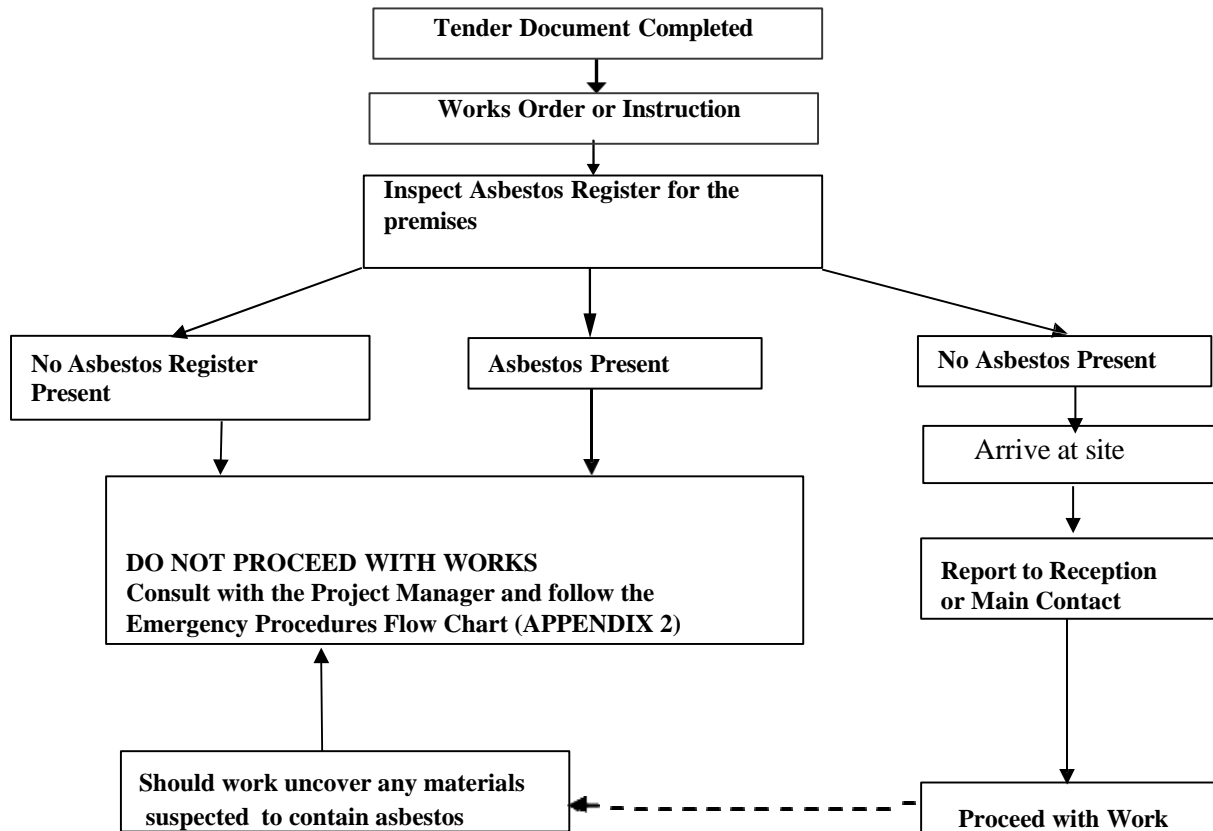 Tender Document Completed
Works Order or Instruction
Inspect Asbestos Register for the
premises
No Asbestos Register
Present
Asbestos Present
No Asbestos Present
Arrive at site
DO NOT PROCEED WITH WORKS
Consult with the Project Manager and follow the
Emergency Procedures Flow Chart (APPENDIX 2)
Report to Reception
or Main Contact
Should work uncover any materials
suspected to contain asbestos
Proceed with Work